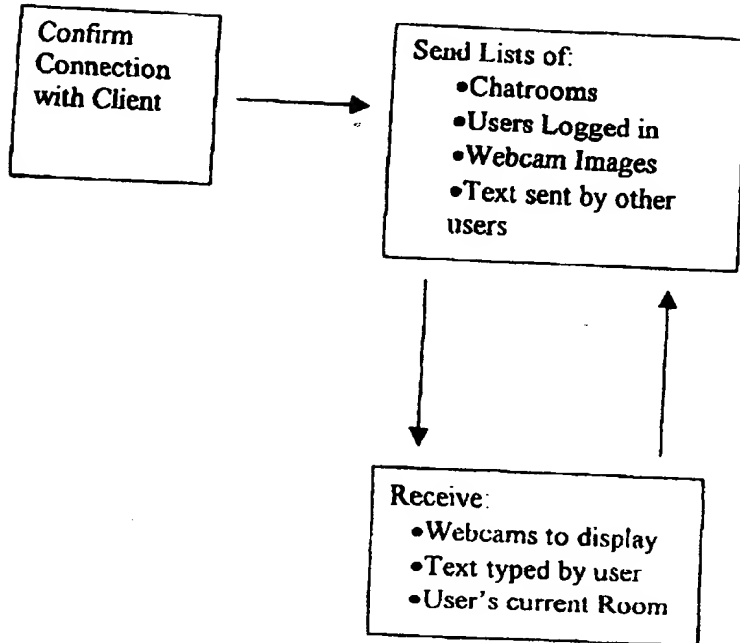 Confirm
Connection
with Client
Send Lists of:
•Chatrooms
•Users Logged in
•Webcam Images
•Text sent by other
users
Receive:
•Webcams to display
•Text typed by user
•User's current Room